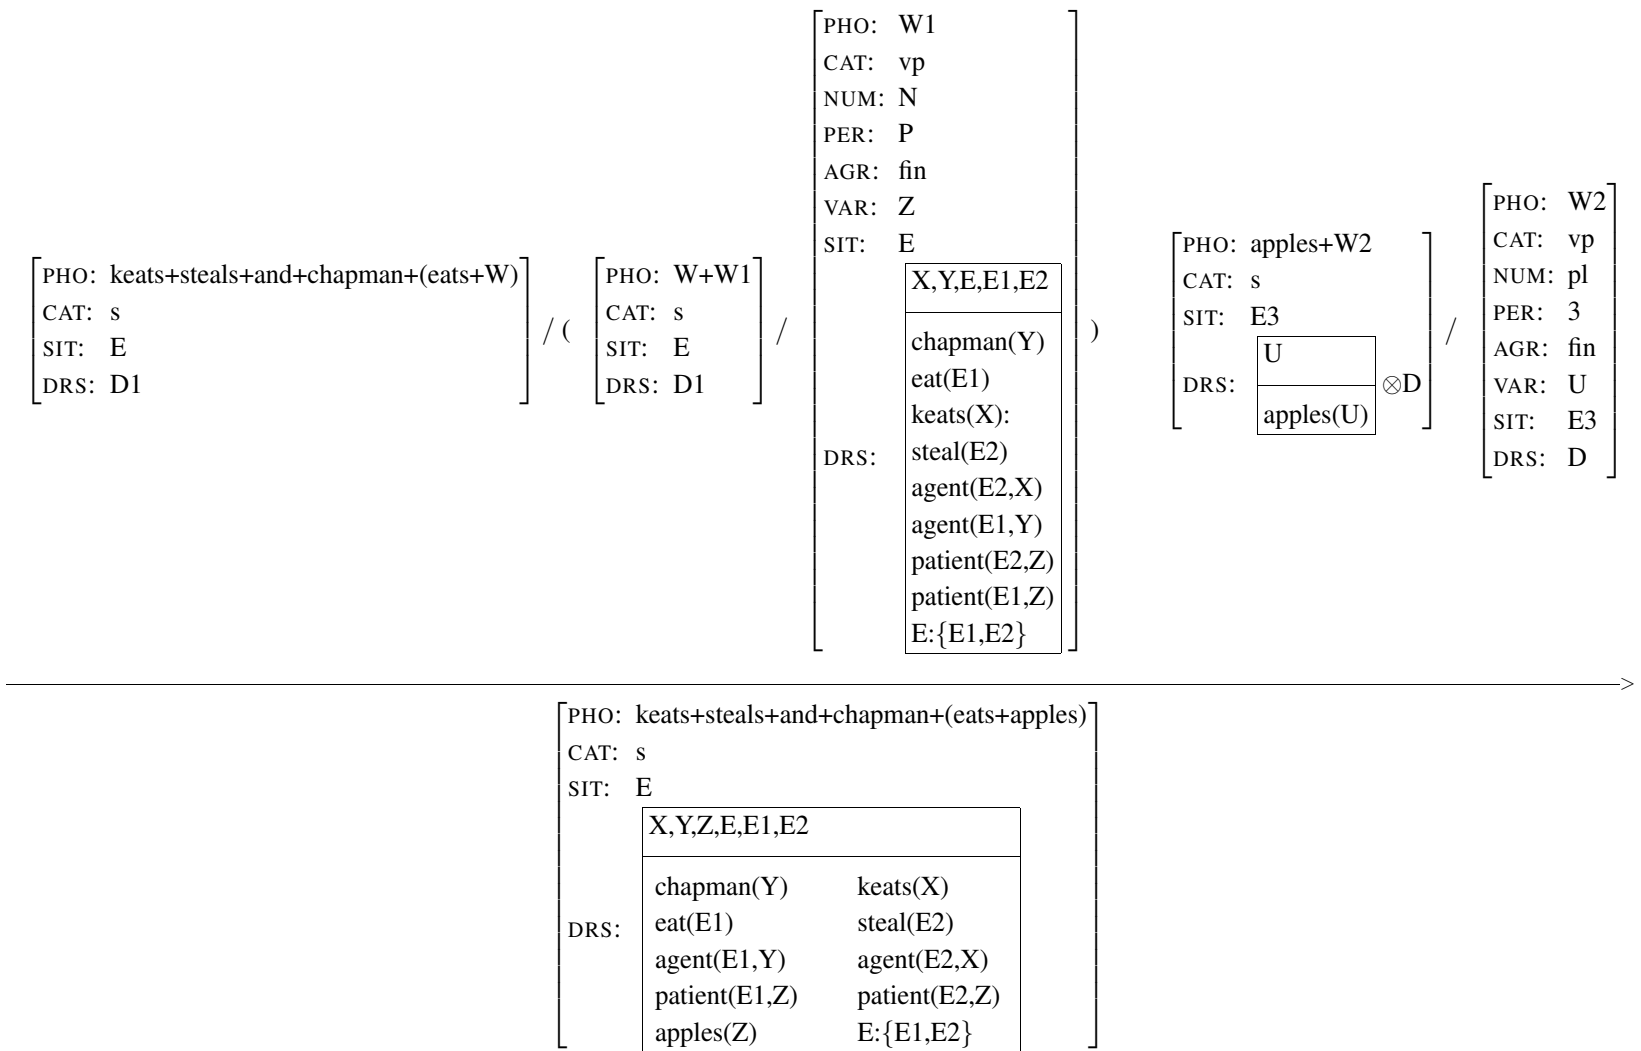 PHO: keats+steals+and+chapman+(eats+W)
CAT: s
SIT: E
DRS: D1
/ (
PHO: W+W1
CAT: s
SIT: E
DRS: D1
/
PHO: W1
CAT: vp
NUM: N
PER: P
AGR: fin
VAR: Z
SIT: E
DRS:
X,Y,E,E1,E2
chapman(Y)
eat(E1)
keats(X):
steal(E2)
agent(E2,X)
agent(E1,Y)
patient(E2,Z)
patient(E1,Z)
E:{E1,E2}
)
PHO: apples+W2
CAT: s
SIT: E3
DRS:
U
apples(U)
⊗D
/
PHO: W2
CAT: vp
NUM: pl
PER: 3
AGR: fin
VAR: U
SIT: E3
DRS: D
>
PHO: keats+steals+and+chapman+(eats+apples)
CAT: s
SIT: E
DRS:
X,Y,Z,E,E1,E2
chapman(Y) keats(X)
eat(E1) steal(E2)
agent(E1,Y) agent(E2,X)
patient(E1,Z) patient(E2,Z)
apples(Z) E:{E1,E2}